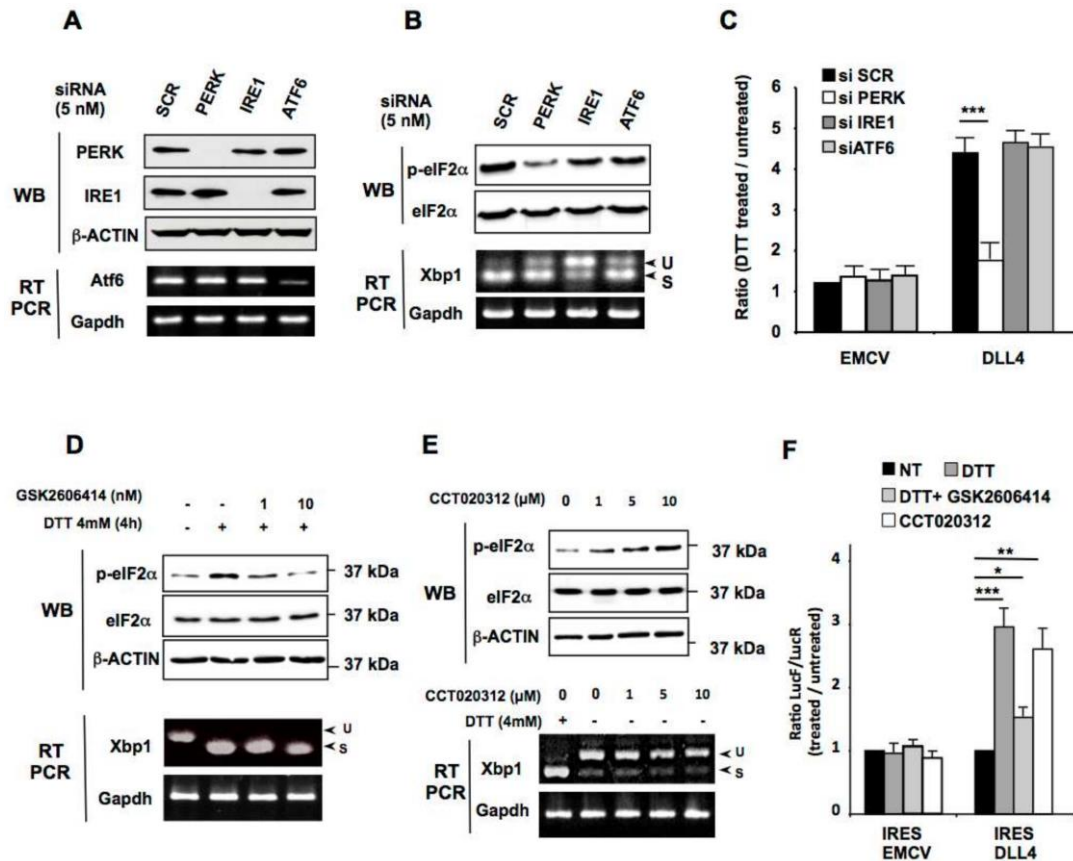 A
siRNA
(5 nM)
SCR PERK IRE1 ATF6
WB
PERK
IRE1
β-ACTIN
RT
PCR
Atf6
Gapdh
B
siRNA
(5 nM)
SCR PERK IRE1 ATF6
WB
p-eIF2α
eIF2α
RT
PCR
Xbp1
U
S
Gapdh
C
si SCR
si PERK
si IRE1
siATF6
Ratio (DTT treated / untreated)
6
5
4
3
2
1
0
***
EMCV DLL4
D
GSK2606414 (nM) - - 1 10
DTT 4mM (4h) - + + +
WB
p-eIF2α 37 kDa
eIF2α 37 kDa
β-ACTIN 37 kDa
RT
PCR
Xbp1
U
S
Gapdh
E
CCT020312 (µM) 0 1 5 10
WB
p-eIF2α 37 kDa
eIF2α 37 kDa
β-ACTIN 37 kDa
CCT020312 (µM) 0 0 1 5 10
DTT (4mM) + - - - -
RT
PCR
Xbp1
U
S
Gapdh
F
NT DTT
DTT+ GSK2606414
CCT020312
Ratio LucF/LucR
(treated / untreated)
4
3
2
1
0
**
*
***
IRES IRES
EMCV DLL4